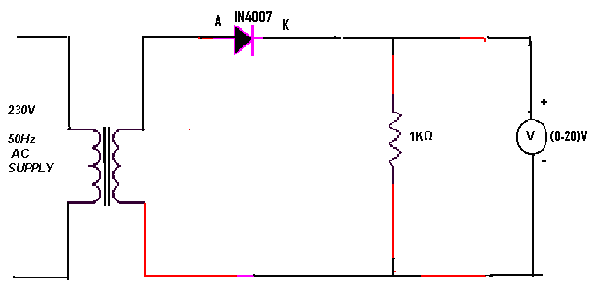 A
IN4007
K
230V
50Hz
AC
SUPPLY
1KΩ
+
V
(0-20)V
-